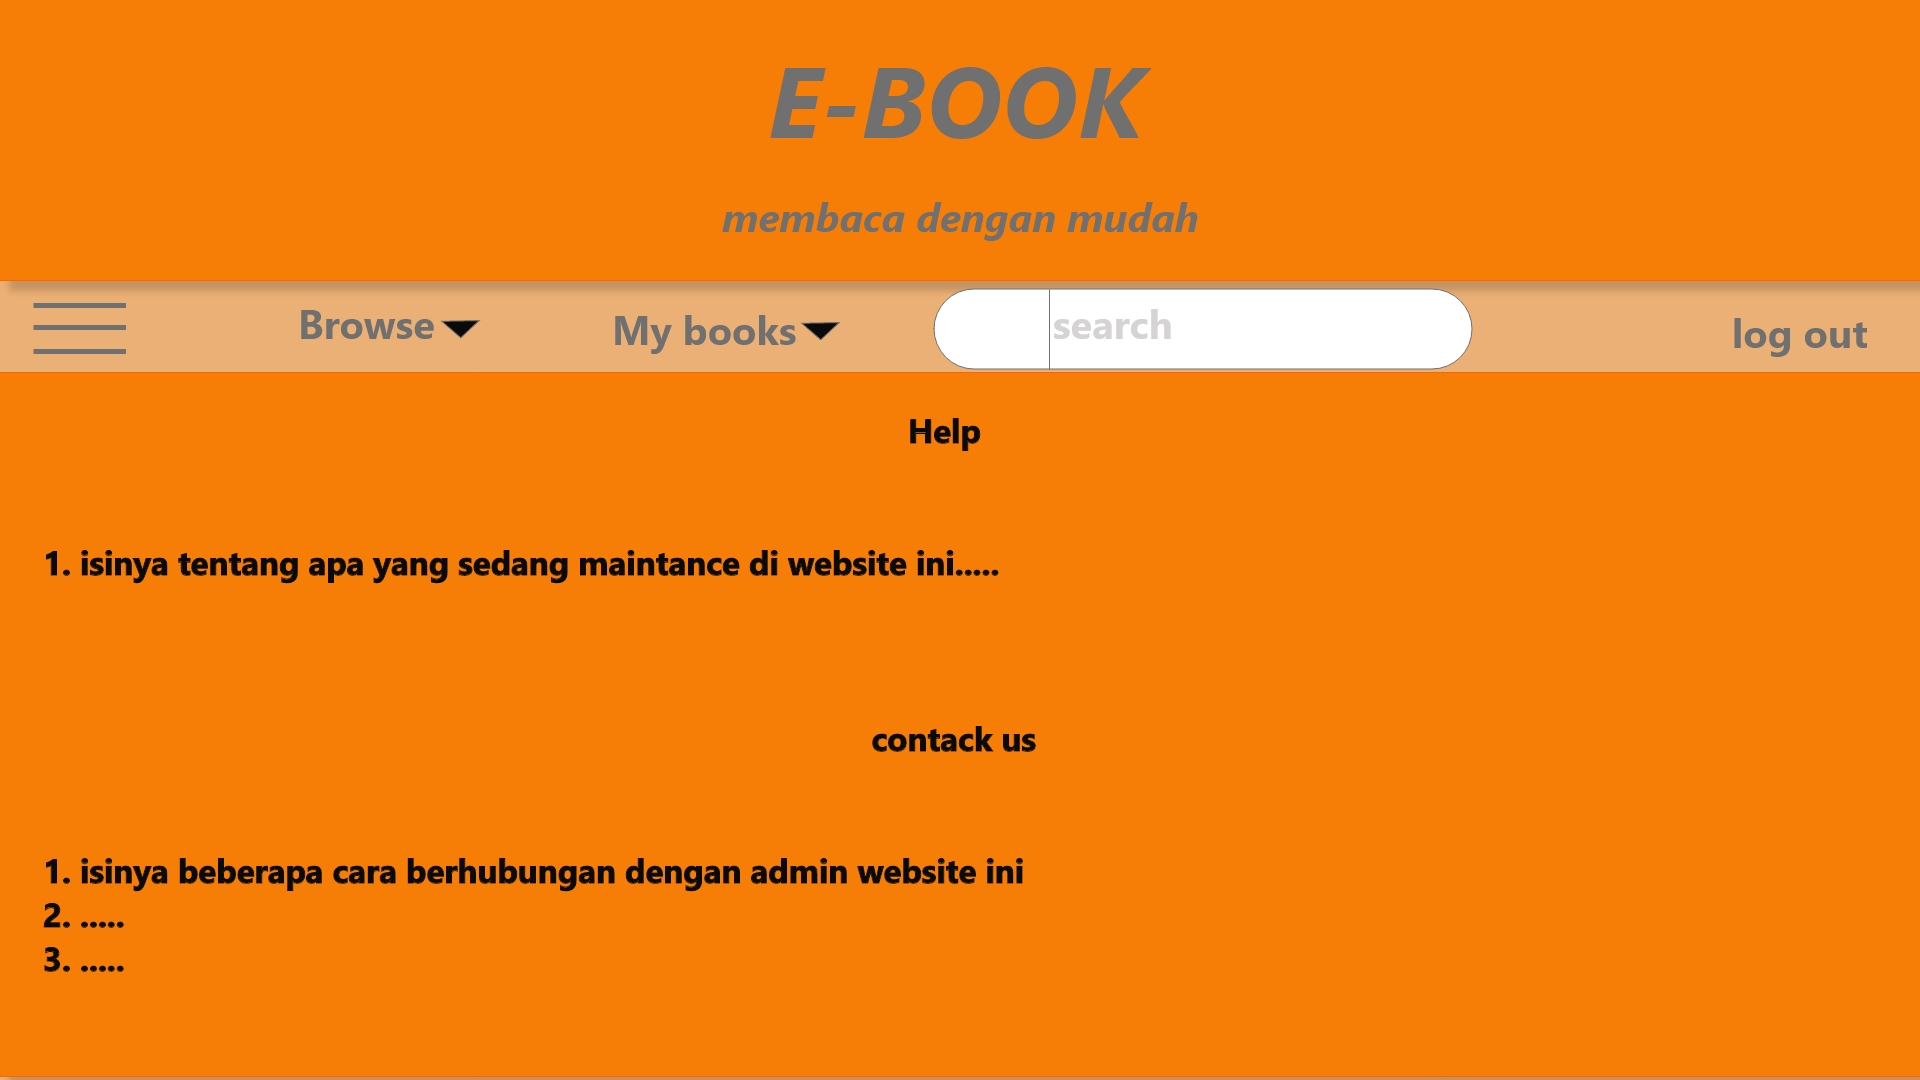 E-BOOK
membaca dengan mudah
Browse My books search log out
Help
1. isinya tentang apa yang sedang maintance di website ini.....
contack us
1. isinya beberapa cara berhubungan dengan admin website ini
2. .....
3. .....